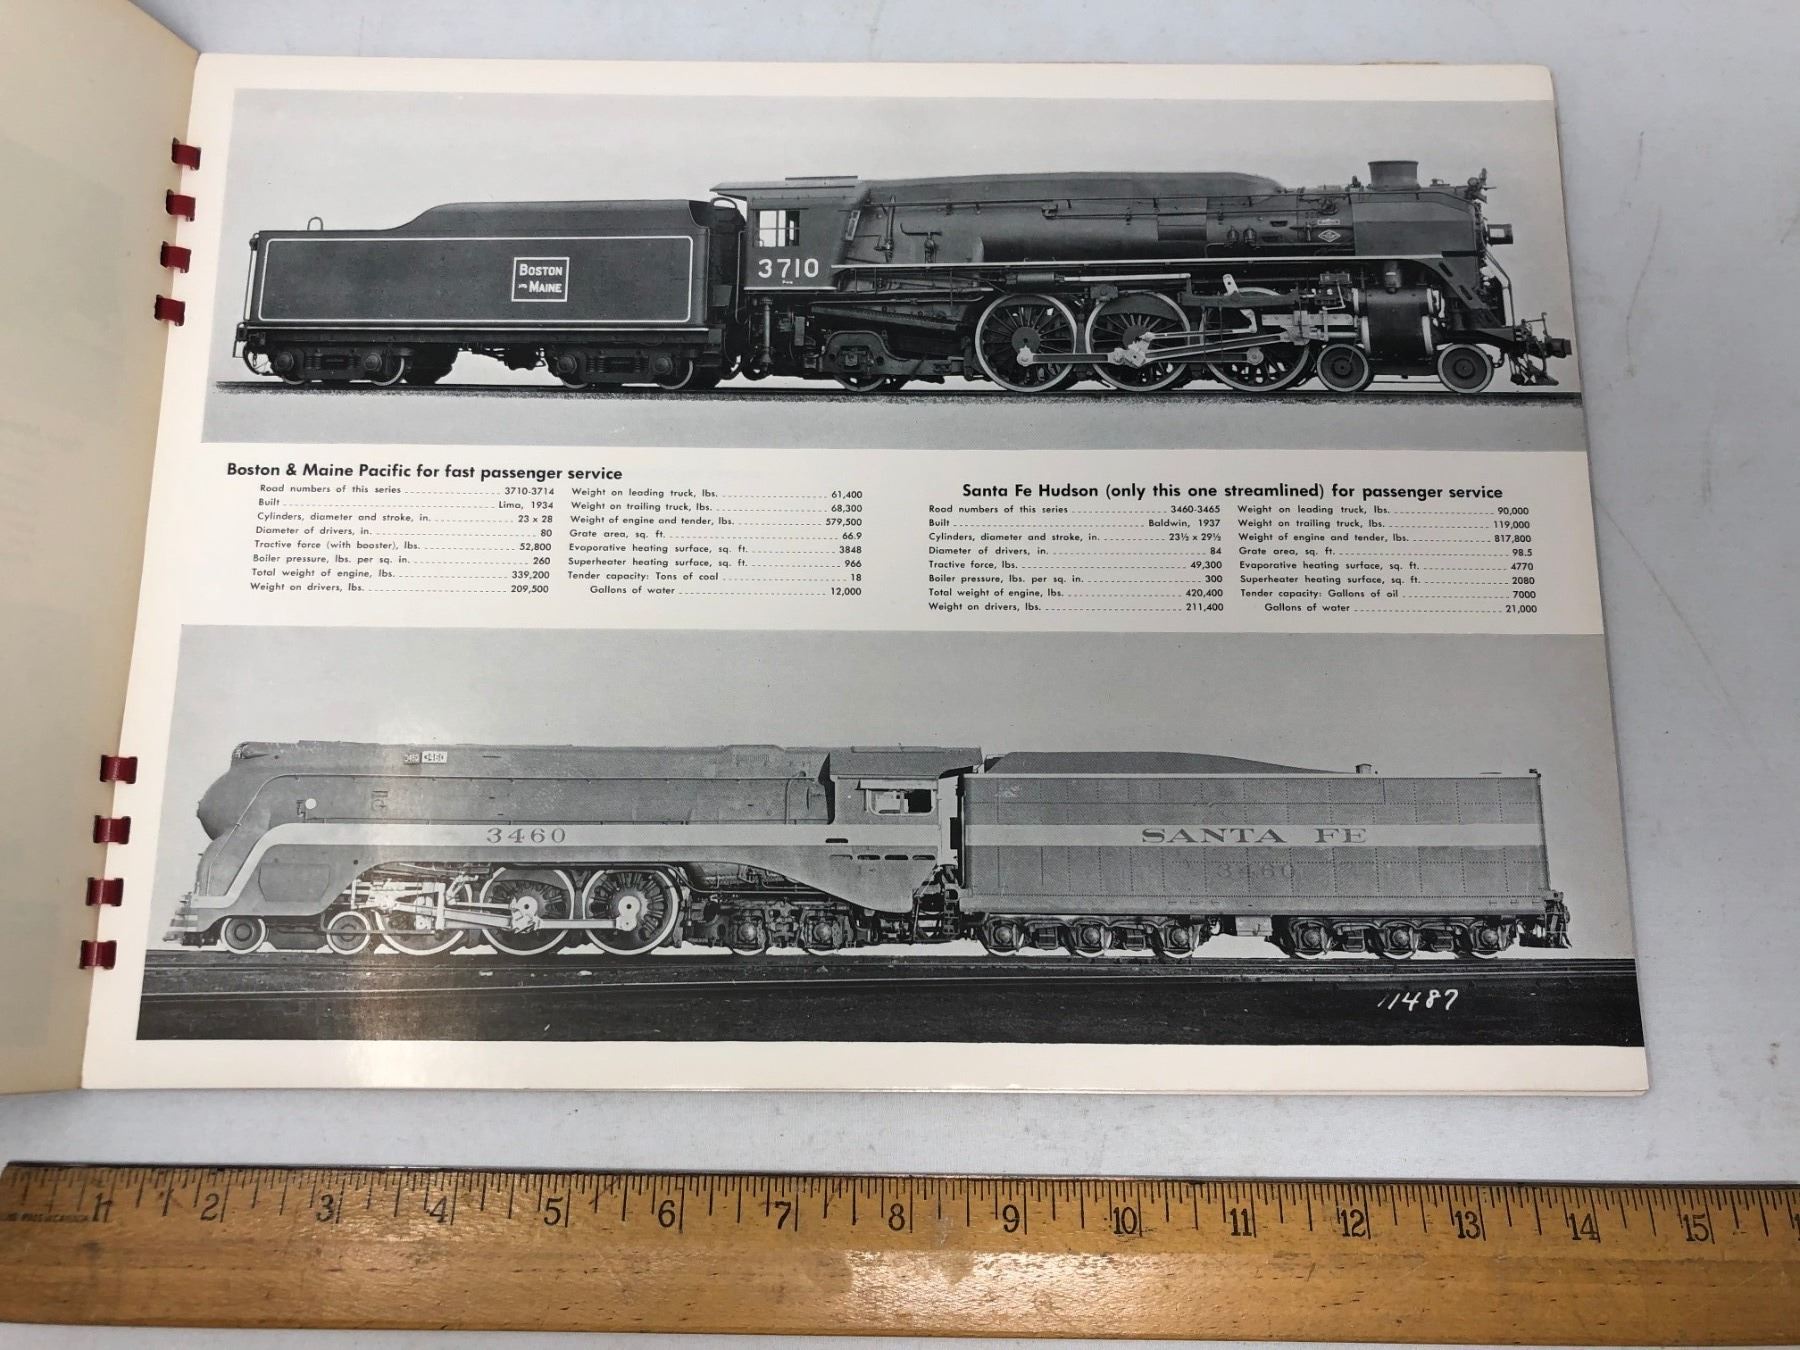 BOSTON
AND MAINE
3710
Boston & Maine Pacific for fast passenger service
Road numbers of this series 3710-3714
Built Lima, 1934
Cylinders, diameter and stroke, in. 23 x 28
Diameter of drivers, in. 80
Tractive force (with booster), lbs. 52,800
Boiler pressure, lbs. per sq. in. 260
Total weight of engine, lbs. 339,200
Weight on drivers, lbs. 209,500
Weight on leading truck, lbs. 61,400
Weight on trailing truck, lbs. 68,300
Weight of engine and tender, lbs. 579,500
Grate area, sq. ft. 66.9
Evaporative heating surface, sq. ft. 3848
Superheater heating surface, sq. ft. 966
Tender capacity: Tons of coal 18
Gallons of water 12,000
Santa Fe Hudson (only this one streamlined) for passenger service
Road numbers of this series 3460-3465
Built Baldwin, 1937
Cylinders, diameter and stroke, in. 23½ x 29½
Diameter of drivers, in. 84
Tractive force, lbs. 49,300
Boiler pressure, lbs. per sq. in. 300
Total weight of engine, lbs. 420,400
Weight on drivers, lbs. 211,400
Weight on leading truck, lbs. 90,000
Weight on trailing truck, lbs. 119,000
Weight of engine and tender, lbs. 817,800
Grate area, sq. ft. 98.5
Evaporative heating surface, sq. ft. 4770
Superheater heating surface, sq. ft. 2080
Tender capacity: Gallons of oil 7000
Gallons of water 21,000
3460
3460
SANTA FE
3460
11487
1 2 3 4 5 6 7 8 9 10 11 12 13 14 15